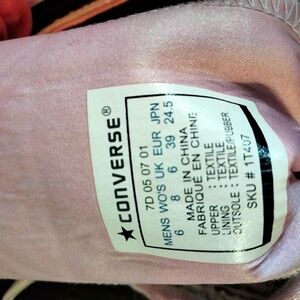 ★CONVERSE®
7D 05 07 01
MENS WO'S UK EUR JPN
6 8 6 39 24.5
MADE IN CHINA
FABRIQUÉ EN CHINE
UPPER : TEXTILE
LINING : TEXTILE
OUTSOLE : TEXTILE/RUBBER
SKU # 1T407